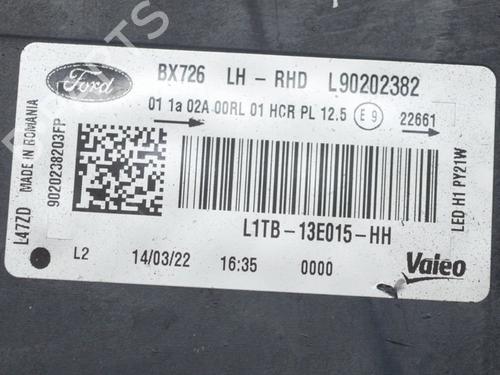 Ford
BX726 LH - RHD L90202382
01 1a 02A 00RL 01 HCR PL 12.5 E 9 22661
L47ZD MADE IN ROMANIA
9020238203FP
LED H1 PY21W
L1TB-13E015-HH
L2 14/03/22 16:35 0000
Valeo